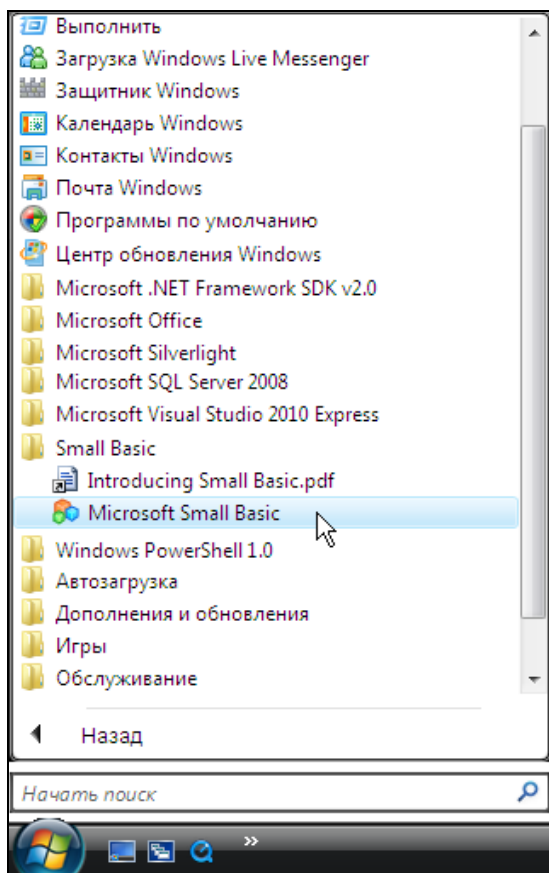 Выполнить
Загрузка Windows Live Messenger
Защитник Windows
Календарь Windows
Контакты Windows
Почта Windows
Программы по умолчанию
Центр обновления Windows
Microsoft .NET Framework SDK v2.0
Microsoft Office
Microsoft Silverlight
Microsoft SQL Server 2008
Microsoft Visual Studio 2010 Express
Small Basic
Introducing Small Basic.pdf
Microsoft Small Basic
Windows PowerShell 1.0
Автозагрузка
Дополнения и обновления
Игры
Обслуживание
Назад
Начать поиск
»